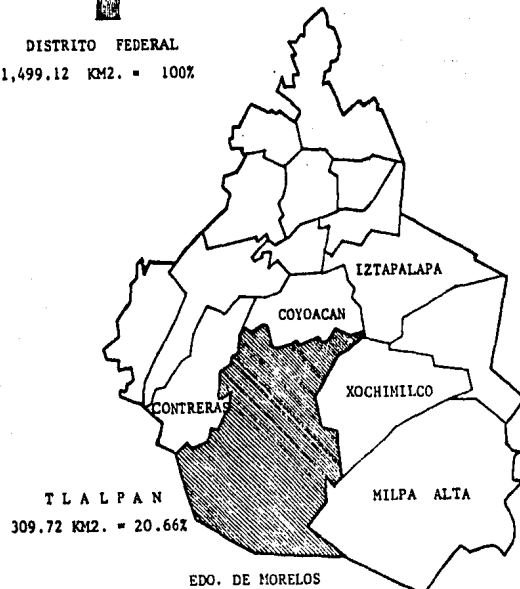 DISTRITO FEDERAL
1,499.12 KM2. = 100%
IZTAPALAPA
COYOACAN
XOCHIMILCO
CONTRERAS
MILPA ALTA
T L A L P A N
309.72 KM2. = 20.66%
EDO. DE MORELOS